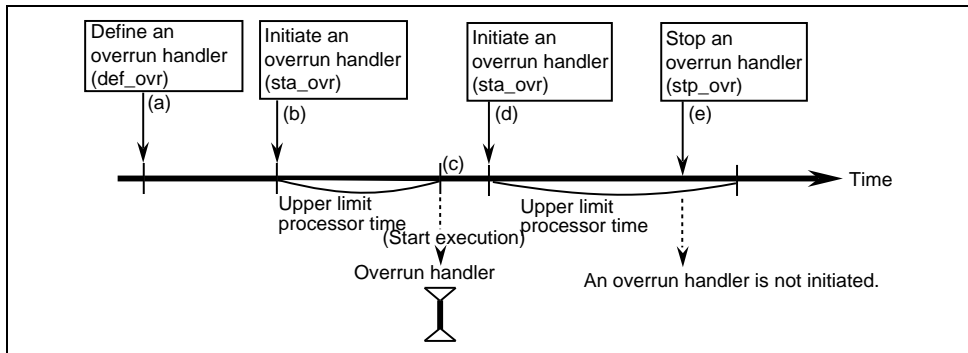 Define an
overrun handler
(def_ovr)
Initiate an
overrun handler
(sta_ovr)
Initiate an
overrun handler
(sta_ovr)
Stop an
overrun handler
(stp_ovr)
(a)
(b)
(d)
(e)
(c)
Time
Upper limit
processor time
Upper limit
processor time
(Start execution)
Overrun handler
An overrun handler is not initiated.